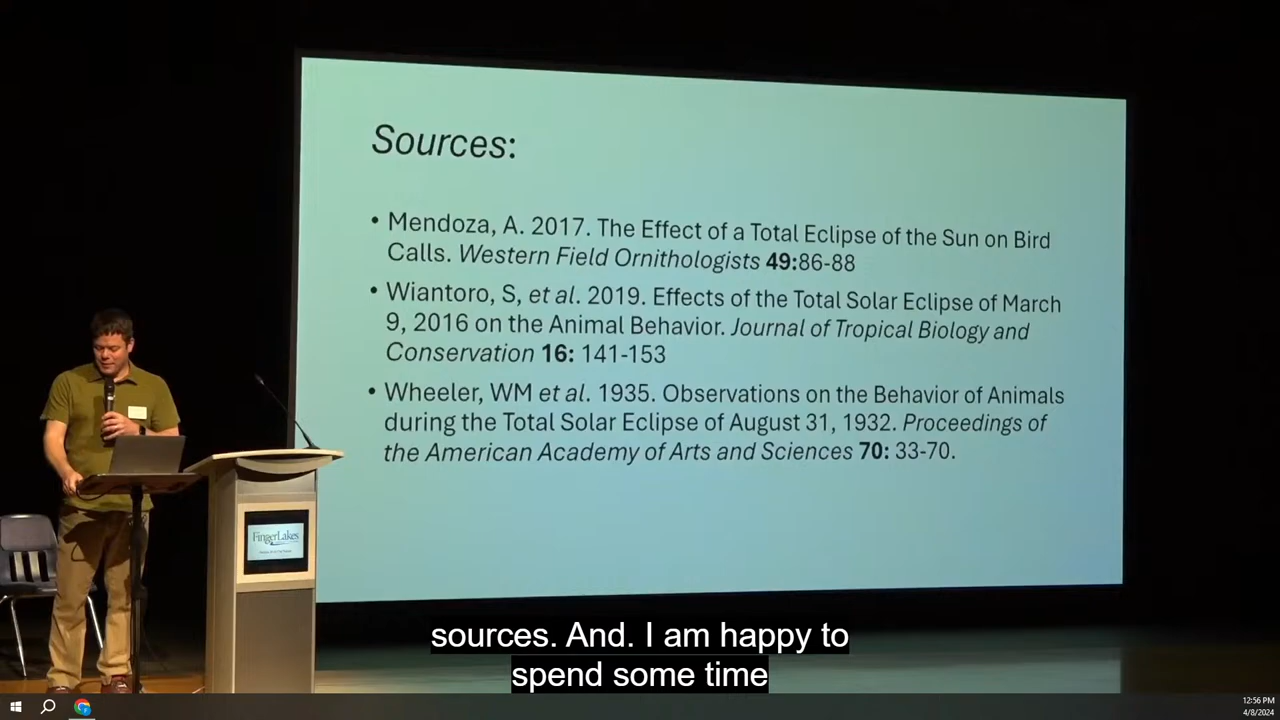 Sources:
• Mendoza, A. 2017. The Effect of a Total Eclipse of the Sun on Bird
Calls. Western Field Ornithologists 49:86-88
• Wiantoro, S, et al. 2019. Effects of the Total Solar Eclipse of March
9, 2016 on the Animal Behavior. Journal of Tropical Biology and
Conservation 16: 141-153
• Wheeler, WM et al. 1935. Observations on the Behavior of Animals
during the Total Solar Eclipse of August 31, 1932. Proceedings of
the American Academy of Arts and Sciences 70: 33-70.
FingerLakes
sources. And. I am happy to
spend some time
12:56 PM
4/8/2024